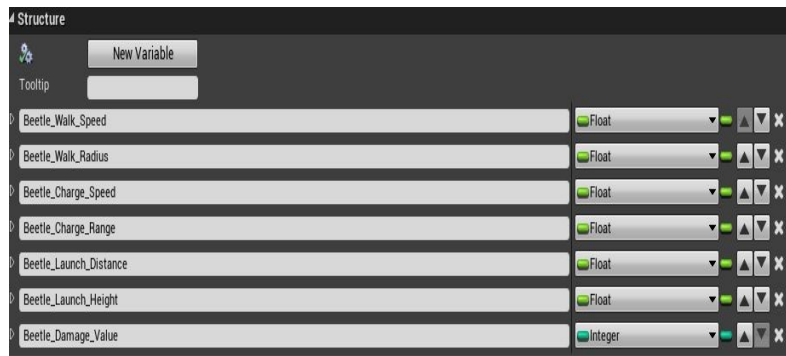 Structure
New Variable
Tooltip
Beetle_Walk_Speed Float
Beetle_Walk_Radius Float
Beetle_Charge_Speed Float
Beetle_Charge_Range Float
Beetle_Launch_Distance Float
Beetle_Launch_Height Float
Beetle_Damage_Value Integer